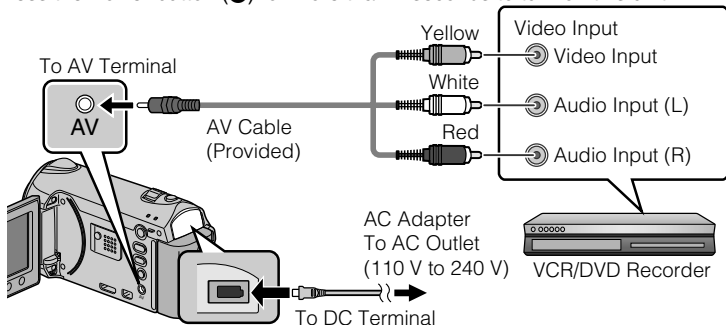 Yellow
Video Input
Video Input
To AV Terminal
White
AV
AV Cable
(Provided)
Audio Input (L)
Red
Audio Input (R)
AC Adapter
To AC Outlet
(110 V to 240 V)
VCR/DVD Recorder
To DC Terminal